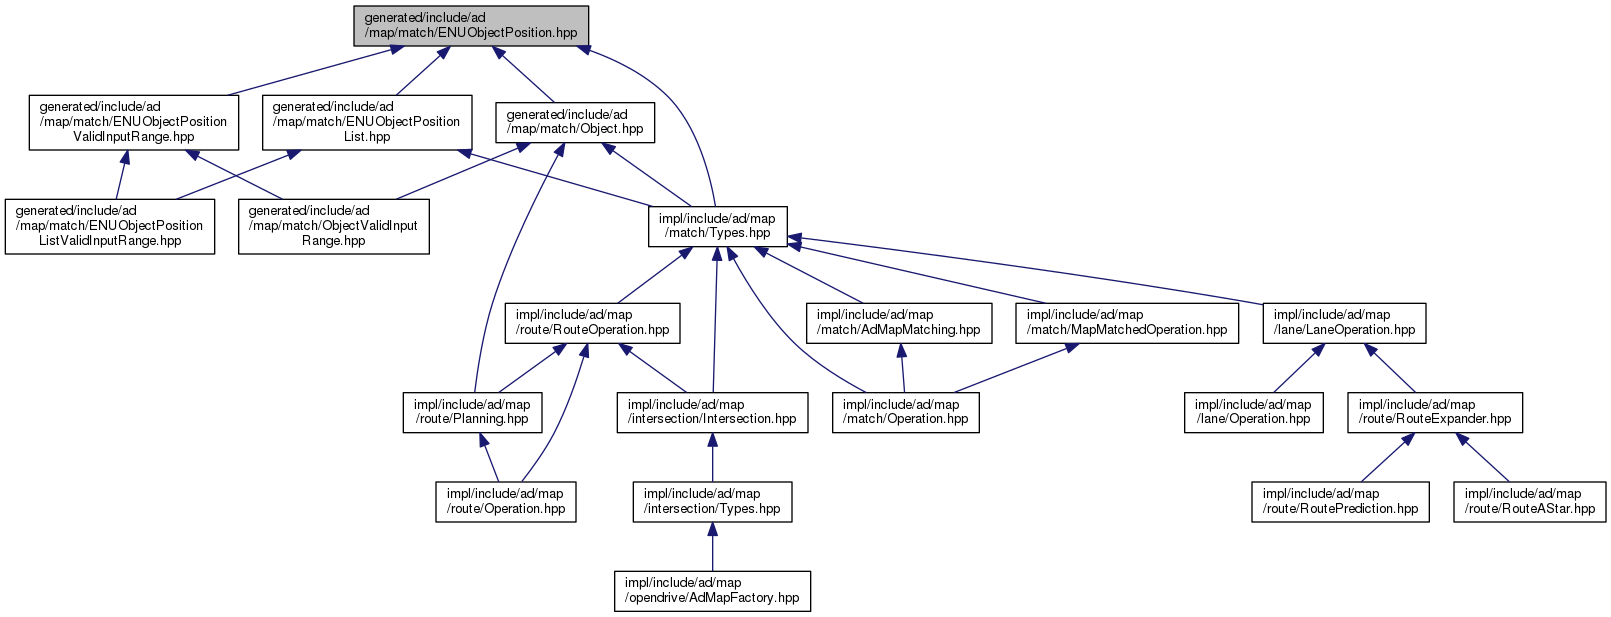 generated/include/ad
/map/match/ENUObjectPosition.hpp
generated/include/ad
/map/match/ENUObjectPosition
ValidInputRange.hpp
generated/include/ad
/map/match/ENUObjectPosition
List.hpp
generated/include/ad
/map/match/Object.hpp
generated/include/ad
/map/match/ENUObjectPosition
ListValidInputRange.hpp
generated/include/ad
/map/match/ObjectValidInput
Range.hpp
impl/include/ad/map
/match/Types.hpp
impl/include/ad/map
/route/RouteOperation.hpp
impl/include/ad/map
/match/AdMapMatching.hpp
impl/include/ad/map
/match/MapMatchedOperation.hpp
impl/include/ad/map
/lane/LaneOperation.hpp
impl/include/ad/map
/route/Planning.hpp
impl/include/ad/map
/intersection/Intersection.hpp
impl/include/ad/map
/match/Operation.hpp
impl/include/ad/map
/lane/Operation.hpp
impl/include/ad/map
/route/RouteExpander.hpp
impl/include/ad/map
/route/Operation.hpp
impl/include/ad/map
/intersection/Types.hpp
impl/include/ad/map
/route/RoutePrediction.hpp
impl/include/ad/map
/route/RouteAStar.hpp
impl/include/ad/map
/opendrive/AdMapFactory.hpp